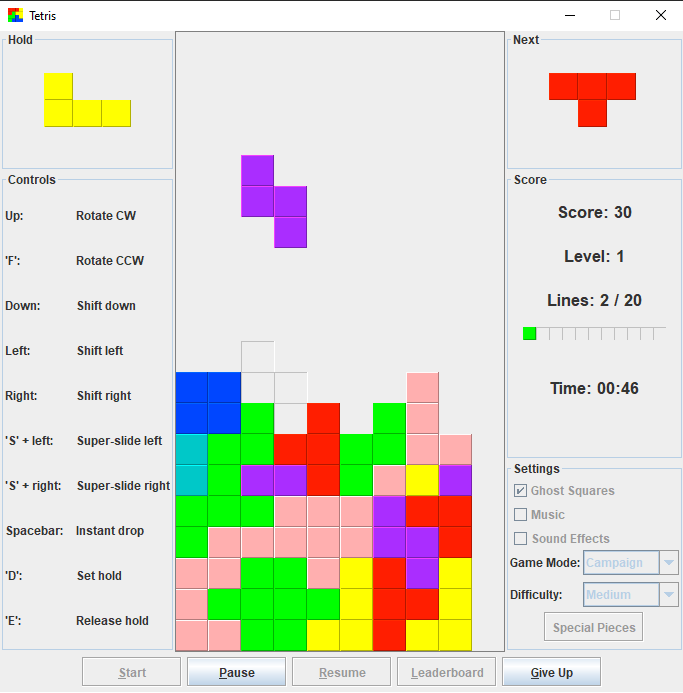 Tetris
Hold
Next
Controls
Up: Rotate CW
'F': Rotate CCW
Down: Shift down
Left: Shift left
Right: Shift right
'S' + left: Super-slide left
'S' + right: Super-slide right
Spacebar: Instant drop
'D': Set hold
'E': Release hold
Score
Score: 30
Level: 1
Lines: 2 / 20
Time: 00:46
Settings
Ghost Squares
Music
Sound Effects
Game Mode: Campaign
Difficulty: Medium
Special Pieces
Start Pause Resume Leaderboard Give Up